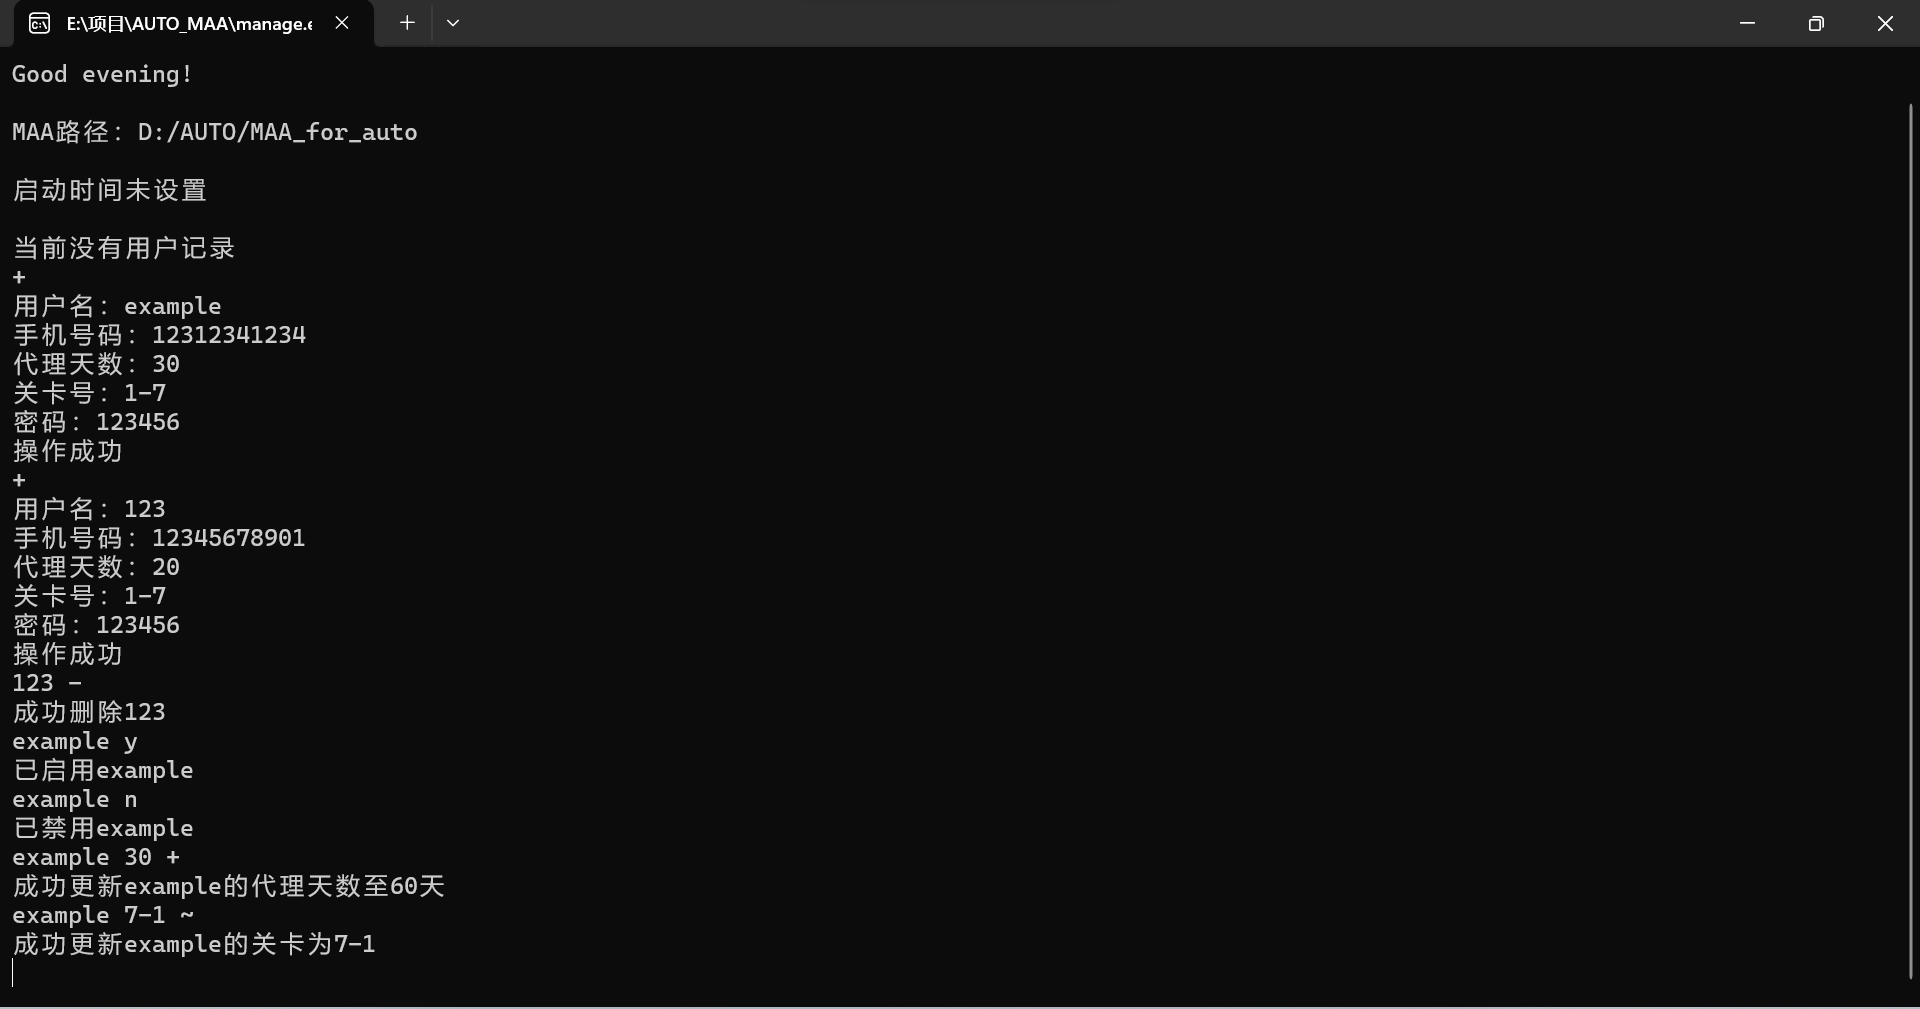 E:\项目\AUTO_MAA\manage.e
Good evening!
MAA路径：D:/AUTO/MAA_for_auto
启动时间未设置
当前没有用户记录
+
用户名：example
手机号码：12312341234
代理天数：30
关卡号：1-7
密码：123456
操作成功
+
用户名：123
手机号码：12345678901
代理天数：20
关卡号：1-7
密码：123456
操作成功
123 -
成功删除123
example y
已启用example
example n
已禁用example
example 30 +
成功更新example的代理天数至60天
example 7-1 ~
成功更新example的关卡为7-1